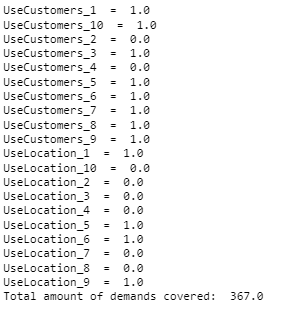 UseCustomers_1 = 1.0
UseCustomers_10 = 1.0
UseCustomers_2 = 0.0
UseCustomers_3 = 1.0
UseCustomers_4 = 0.0
UseCustomers_5 = 1.0
UseCustomers_6 = 1.0
UseCustomers_7 = 1.0
UseCustomers_8 = 1.0
UseCustomers_9 = 1.0
UseLocation_1 = 1.0
UseLocation_10 = 0.0
UseLocation_2 = 0.0
UseLocation_3 = 0.0
UseLocation_4 = 0.0
UseLocation_5 = 1.0
UseLocation_6 = 1.0
UseLocation_7 = 0.0
UseLocation_8 = 0.0
UseLocation_9 = 1.0
Total amount of demands covered: 367.0